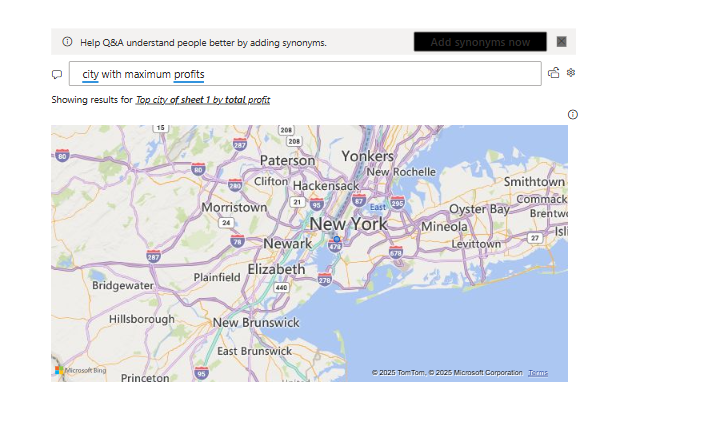 Help Q&A understand people better by adding synonyms.
Add synonyms now
city with maximum profits
Showing results for Top city of sheet 1 by total profit
15
208
208
287
80
Paterson
Yonkers
New Rochelle
80
280
Clifton
Hackensack
Smithtown
Commack
Morristown
21
95
87
East
295
Oyster Bay
Brentwo
24
New York
Mineola
Isli
78
Newark
478
Levittown
27
287
678
Elizabeth
Plainfield
278
Bridgewater
440
Hillsborough
New Brunswick
East Brunswick
Microsoft Bing
95
Princeton
© 2025 TomTom, © 2025 Microsoft Corporation Terms